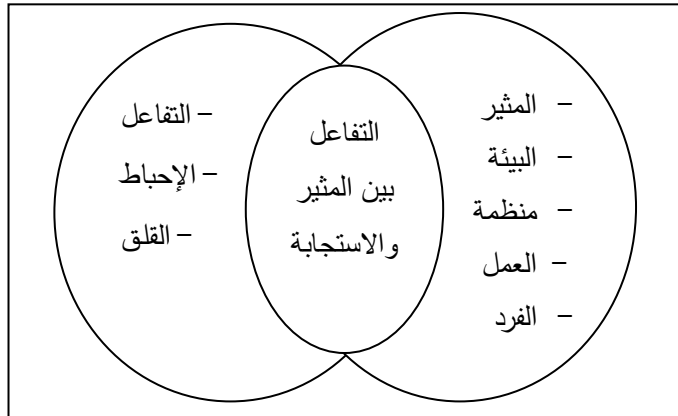 – المثير
– البيئة
– منظمة
– العمل
– الفرد
التفاعل
بين المثير
والاستجابة
– التفاعل
– الإحباط
– القلق